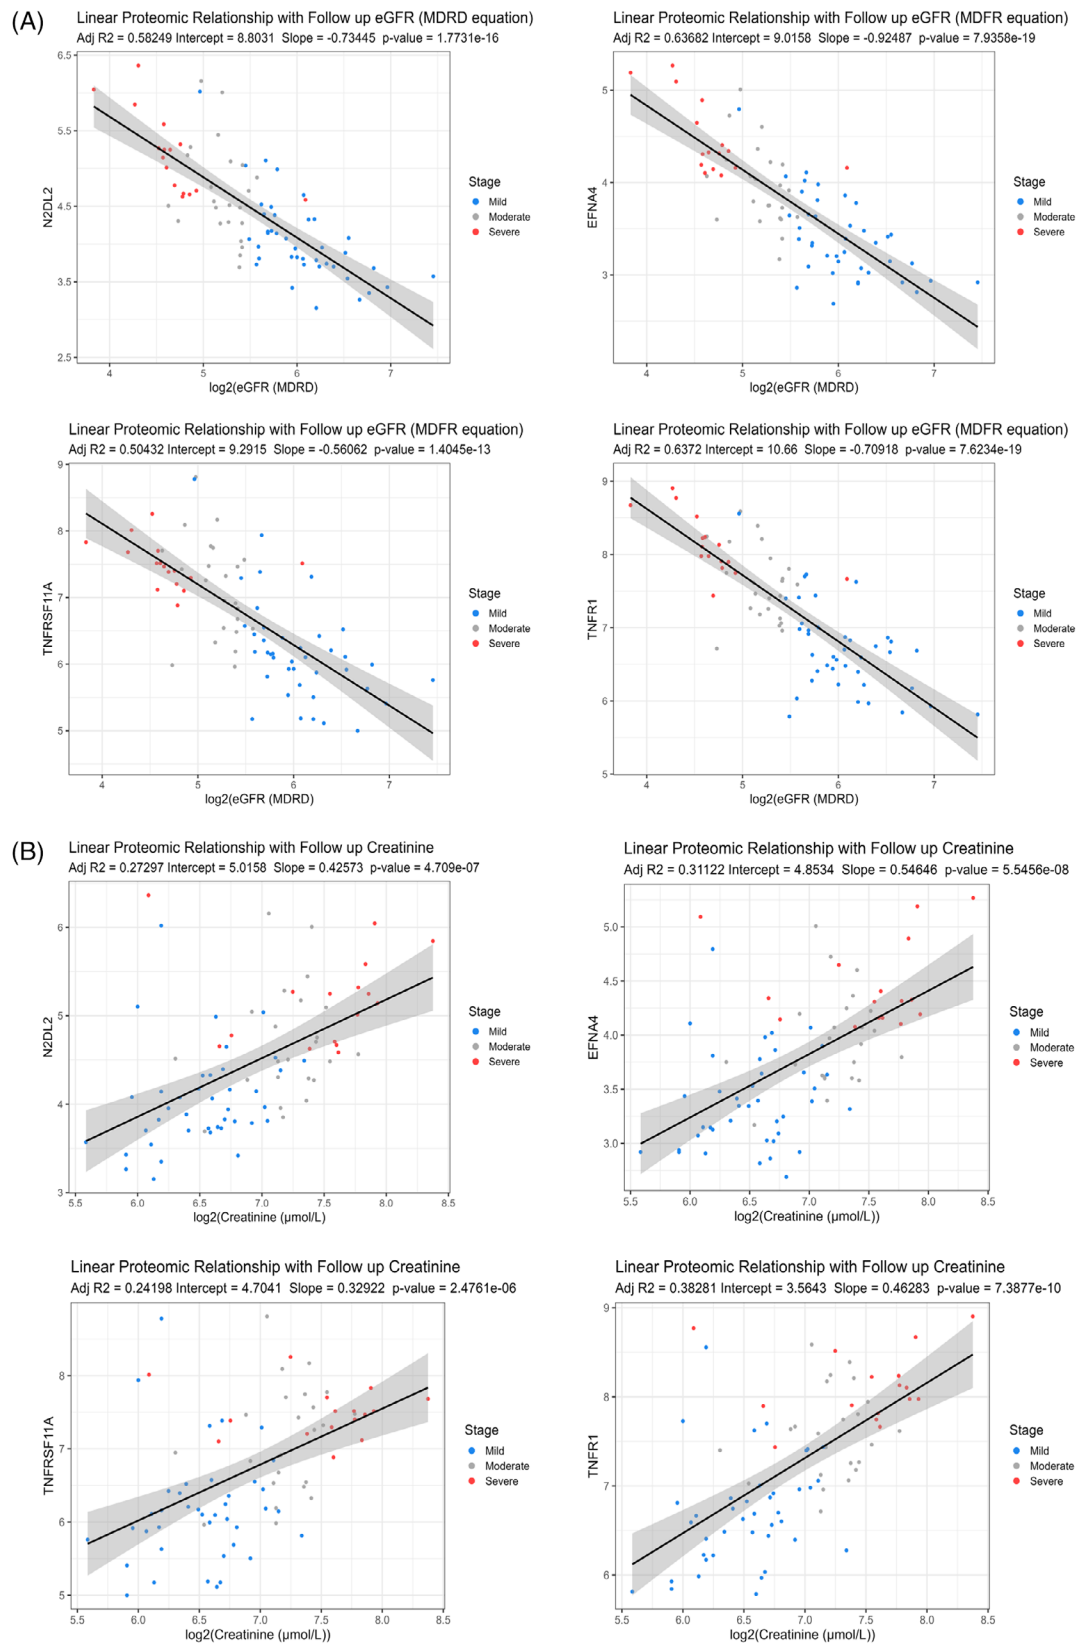 (A)
Linear Proteomic Relationship with Follow up eGFR (MDRD equation)
Adj R2 = 0.58249 Intercept = 8.8031 Slope = -0.73445 p-value = 1.7731e-16
6.5
5.5
4.5
3.5
2.5
N2DL2
4
5
6
7
log2(eGFR (MDRD)
Stage
Mild
Moderate
Severe
Linear Proteomic Relationship with Follow up eGFR (MDFR equation)
Adj R2 = 0.63682 Intercept = 9.0158 Slope = -0.92487 p-value = 7.9358e-19
5
4
3
EFNA4
4
5
6
7
log2(eGFR (MDRD)
Stage
Mild
Moderate
Severe
Linear Proteomic Relationship with Follow up eGFR (MDFR equation)
Adj R2 = 0.50432 Intercept = 9.2915 Slope = -0.56062 p-value = 1.4045e-13
9
8
7
6
5
TNFRSF11A
4
5
6
7
log2(eGFR (MDRD)
Stage
Mild
Moderate
Severe
Linear Proteomic Relationship with Follow up eGFR (MDFR equation)
Adj R2 = 0.6372 Intercept = 10.66 Slope = -0.70918 p-value = 7.6234e-19
9
8
7
6
5
TNFR1
4
5
6
7
log2(eGFR (MDRD)
Stage
Mild
Moderate
Severe
(B)
Linear Proteomic Relationship with Follow up Creatinine
Adj R2 = 0.27297 Intercept = 5.0158 Slope = 0.42573 p-value = 4.709e-07
6
5
4
3
N2DL2
5.5
6.0
6.5
7.0
7.5
8.0
8.5
log2(Creatinine (µmol/L)
Stage
Mild
Moderate
Severe
Linear Proteomic Relationship with Follow up Creatinine
Adj R2 = 0.31122 Intercept = 4.8534 Slope = 0.54646 p-value = 5.5456e-08
5.0
4.5
4.0
3.5
3.0
EFNA4
5.5
6.0
6.5
7.0
7.5
8.0
8.5
log2(Creatinine (µmol/L))
Stage
Mild
Moderate
Severe
Linear Proteomic Relationship with Follow up Creatinine
Adj R2 = 0.24198 Intercept = 4.7041 Slope = 0.32922 p-value = 2.4761e-06
8
7
6
5
TNFRSF11A
5.5
6.0
6.5
7.0
7.5
8.0
8.5
log2(Creatinine (µmol/L))
Stage
Mild
Moderate
Severe
Linear Proteomic Relationship with Follow up Creatinine
Adj R2 = 0.38281 Intercept = 3.5643 Slope = 0.46283 p-value = 7.3877e-10
9
8
7
6
TNFR1
5.5
6.0
6.5
7.0
7.5
8.0
8.5
log2(Creatinine (µmol/L))
Stage
Mild
Moderate
Severe